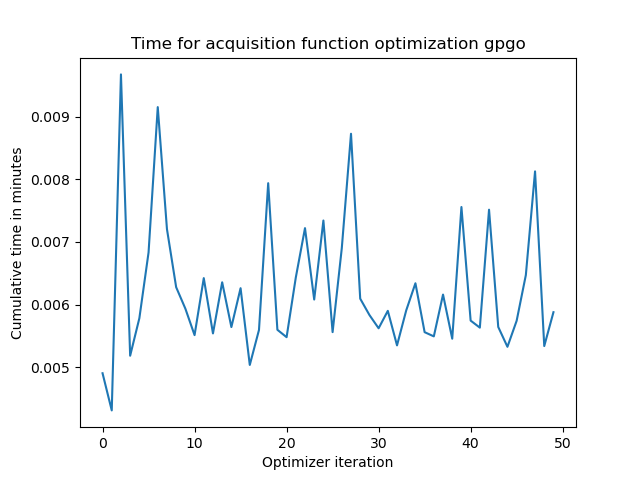 Time for acquisition function optimization gpgo
Cumulative time in minutes
0.009
0.008
0.007
0.006
0.005
0 10 20 30 40 50
Optimizer iteration